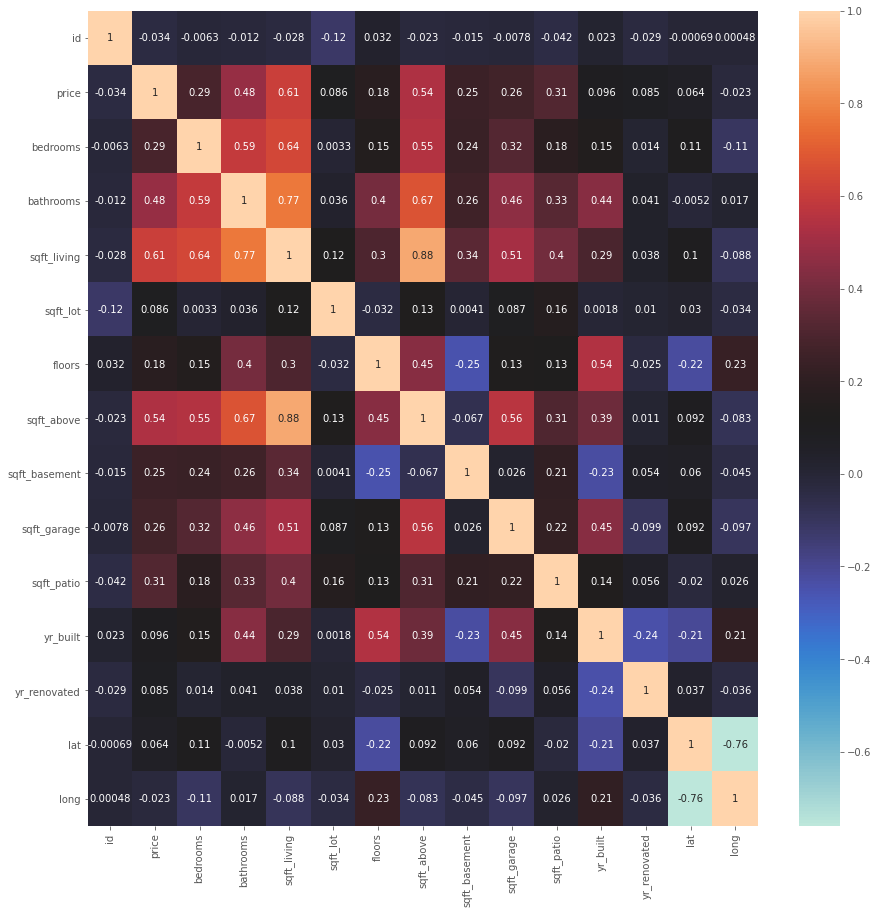 id 1 -0.034 -0.0063 -0.012 -0.028 -0.12 0.032 -0.023 -0.015 -0.0078 -0.042 0.023 -0.029 -0.00069 0.00048
price -0.034 1 0.29 0.48 0.61 0.086 0.18 0.54 0.25 0.26 0.31 0.096 0.085 0.064 -0.023
bedrooms -0.0063 0.29 1 0.59 0.64 0.0033 0.15 0.55 0.24 0.32 0.18 0.15 0.014 0.11 -0.11
bathrooms -0.012 0.48 0.59 1 0.77 0.036 0.4 0.67 0.26 0.46 0.33 0.44 0.041 -0.0052 0.017
sqft_living -0.028 0.61 0.64 0.77 1 0.12 0.3 0.88 0.34 0.51 0.4 0.29 0.038 0.1 -0.088
sqft_lot -0.12 0.086 0.0033 0.036 0.12 1 -0.032 0.13 0.0041 0.087 0.16 0.0018 0.01 0.03 -0.034
floors 0.032 0.18 0.15 0.4 0.3 -0.032 1 0.45 -0.25 0.13 0.13 0.54 -0.025 -0.22 0.23
sqft_above -0.023 0.54 0.55 0.67 0.88 0.13 0.45 1 -0.067 0.56 0.31 0.39 0.011 0.092 -0.083
sqft_basement -0.015 0.25 0.24 0.26 0.34 0.0041 -0.25 -0.067 1 0.026 0.21 -0.23 0.054 0.06 -0.045
sqft_garage -0.0078 0.26 0.32 0.46 0.51 0.087 0.13 0.56 0.026 1 0.22 0.45 -0.099 0.092 -0.097
sqft_patio -0.042 0.31 0.18 0.33 0.4 0.16 0.13 0.31 0.21 0.22 1 0.14 0.056 -0.02 0.026
yr_built 0.023 0.096 0.15 0.44 0.29 0.0018 0.54 0.39 -0.23 0.45 0.14 1 -0.24 -0.21 0.21
yr_renovated -0.029 0.085 0.014 0.041 0.038 0.01 -0.025 0.011 0.054 -0.099 0.056 -0.24 1 0.037 -0.036
lat -0.00069 0.064 0.11 -0.0052 0.1 0.03 -0.22 0.092 0.06 0.092 -0.02 -0.21 0.037 1 -0.76
long 0.00048 -0.023 -0.11 0.017 -0.088 -0.034 0.23 -0.083 -0.045 -0.097 0.026 0.21 -0.036 -0.76 1
id price bedrooms bathrooms sqft_living sqft_lot floors sqft_above sqft_basement sqft_garage sqft_patio yr_built yr_renovated lat long
1.0
0.8
0.6
0.4
0.2
0.0
−0.2
−0.4
−0.6